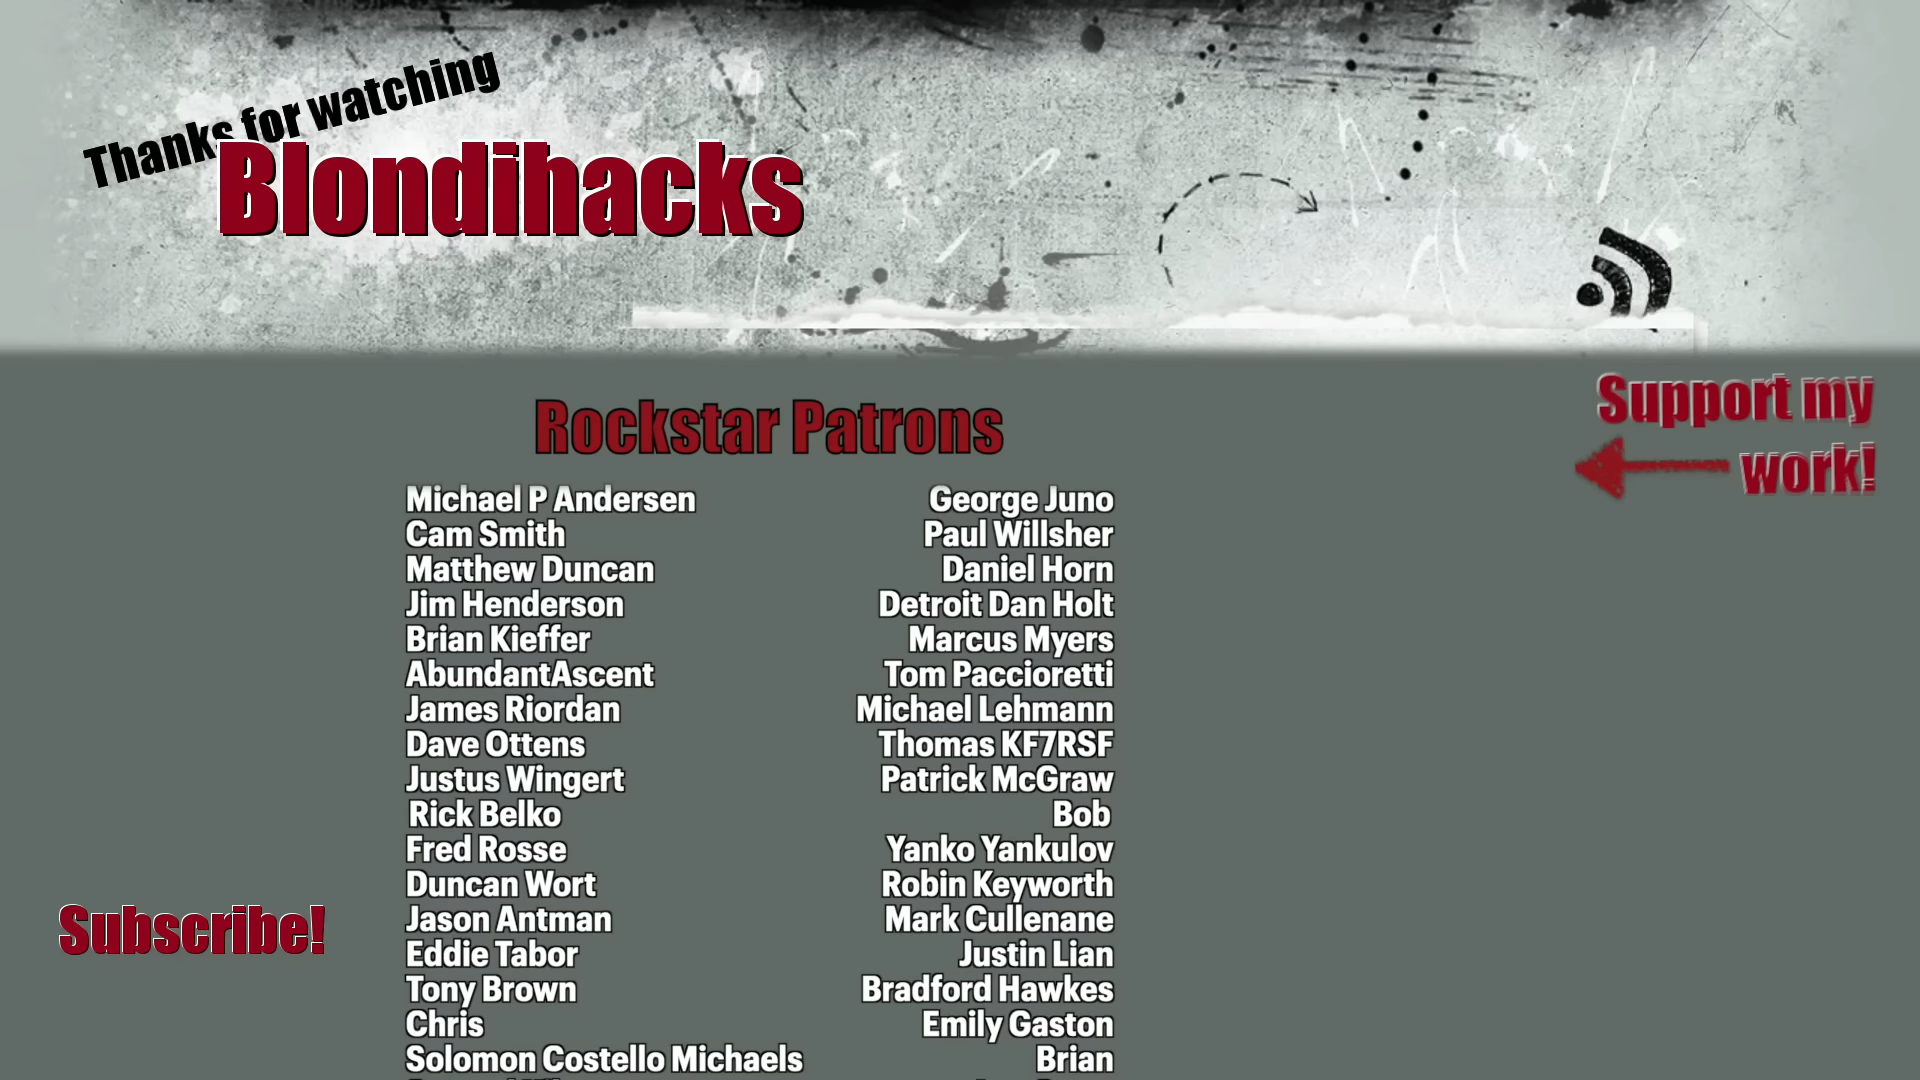 Thanks for watching
Blondihacks
Support my
work!
Rockstar Patrons
Michael P Andersen George Juno
Cam Smith Paul Willsher
Matthew Duncan Daniel Horn
Jim Henderson Detroit Dan Holt
Brian Kieffer Marcus Myers
AbundantAscent Tom Paccioretti
James Riordan Michael Lehmann
Dave Ottens Thomas KF7RSF
Justus Wingert Patrick McGraw
Rick Belko Bob
Fred Rosse Yanko Yankulov
Duncan Wort Robin Keyworth
Jason Antman Mark Cullenane
Eddie Tabor Justin Lian
Tony Brown Bradford Hawkes
Chris Emily Gaston
Solomon Costello Michaels Brian
Subscribe!